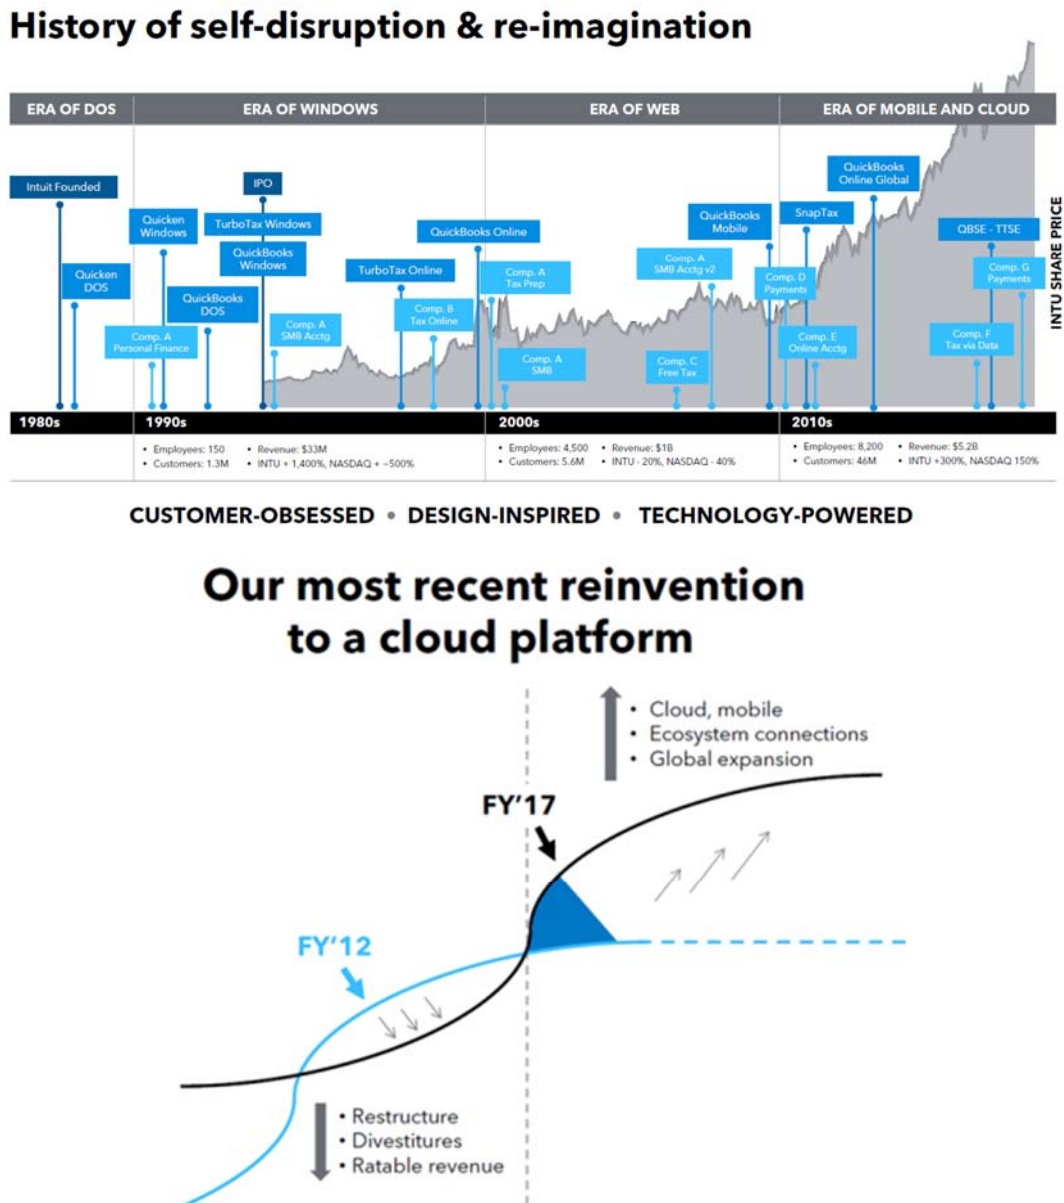 History of self-disruption & re-imagination
ERA OF DOS
ERA OF WINDOWS
ERA OF WEB
ERA OF MOBILE AND CLOUD
Intuit Founded
Quicken
DOS
Comp. A
Personal Finance
Quicken
Windows
QuickBooks
DOS
IPO
TurboTax Windows
QuickBooks
Windows
Comp. A
SMB Acctg
TurboTax Online
Comp. B
Tax Online
QuickBooks Online
Comp. A
Tax Prep
Comp. A
SMB
Comp. C
Free Tax
Comp. A
SMB Acctg v2
QuickBooks
Mobile
Comp. D
Payments
SnapTax
Comp. E
Online Acctg
QuickBooks
Online Global
Comp. F
Tax via Data
QBSE - TTSE
Comp. G
Payments
INTU SHARE PRICE
1980s
1990s
2000s
2010s
• Employees: 150
• Customers: 1.3M
• Revenue: $33M
• INTU + 1,400%, NASDAQ + ~500%
• Employees: 4,500
• Customers: 5.6M
• Revenue: $1B
• INTU - 20%, NASDAQ - 40%
• Employees: 8,200
• Customers: 46M
• Revenue: $5.2B
• INTU +300%, NASDAQ 150%
CUSTOMER-OBSESSED • DESIGN-INSPIRED • TECHNOLOGY-POWERED
Our most recent reinvention
to a cloud platform
• Cloud, mobile
• Ecosystem connections
• Global expansion
FY'17
FY'12
• Restructure
• Divestitures
• Ratable revenue